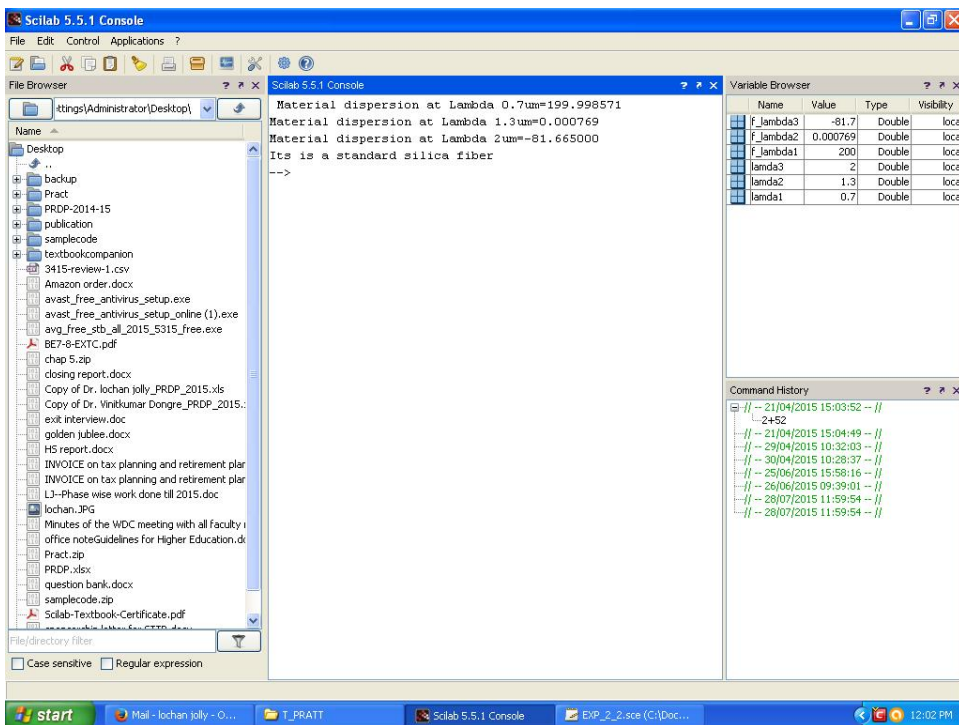 Scilab 5.5.1 Console
File Edit Control Applications ?
File Browser
ttings\Administrator\Desktop\
Name
Desktop
..
backup
Pract
PRDP-2014-15
publication
samplecode
textbookcompanion
3415-review-1.csv
Amazon order.docx
avast_free_antivirus_setup.exe
avast_free_antivirus_setup_online (1).exe
avg_free_stb_all_2015_5315_free.exe
BE7-8-EXTC.pdf
chap 5.zip
closing report.docx
Copy of Dr. lochan jolly_PRDP_2015.xls
Copy of Dr. Vinitkumar Dongre_PRDP_2015.:
exit interview.doc
golden jublee.docx
HS report.docx
INVOICE on tax planning and retirement plar
INVOICE on tax planning and retirement plar
LJ--Phase wise work done till 2015.doc
lochan.JPG
Minutes of the WDC meeting with all faculty
office noteGuidelines for Higher Education.dc
Pract.zip
PRDP.xlsx
question bank.docx
samplecode.zip
Scilab-Textbook-Certificate.pdf
File/directory filter
Case sensitive Regular expression
Scilab 5.5.1 Console
Material dispersion at Lambda 0.7um=199.998571
Material dispersion at Lambda 1.3um=0.000769
Material dispersion at Lambda 2um=-81.665000
Its is a standard silica fiber
-->
Variable Browser
Name Value Type Visibility
f_lambda3 -81.7 Double loca
f_lambda2 0.000769 Double loca
f_lambda1 200 Double loca
lamda3 2 Double loca
lamda2 1.3 Double loca
lamda1 0.7 Double loca
Command History
// -- 21/04/2015 15:03:52 -- //
2+52
// -- 21/04/2015 15:04:49 -- //
// -- 29/04/2015 10:32:03 -- //
// -- 30/04/2015 10:28:37 -- //
// -- 25/06/2015 15:58:16 -- //
// -- 26/06/2015 09:39:01 -- //
// -- 28/07/2015 11:59:54 -- //
// -- 28/07/2015 11:59:54 -- //
start Mail - lochan jolly - O... T_PRATT Scilab 5.5.1 Console EXP_2_2.sce (C:\Doc... 12:02 PM